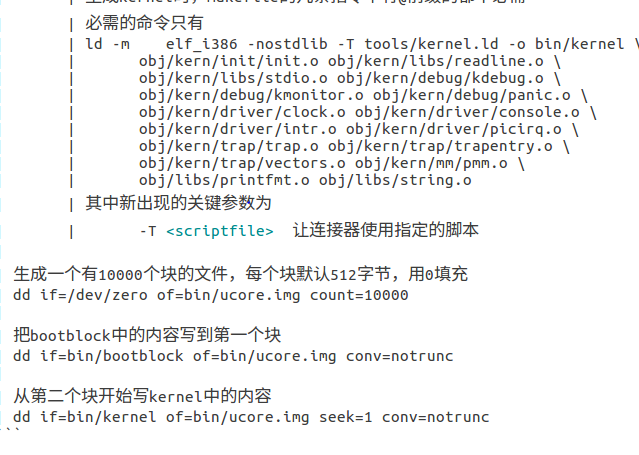 | 必需的命令只有
| ld -m    elf_i386 -nostdlib -T tools/kernel.ld -o bin/kernel \
|       obj/kern/init/init.o obj/kern/libs/readline.o \
|       obj/kern/libs/stdio.o obj/kern/debug/kdebug.o \
|       obj/kern/debug/kmonitor.o obj/kern/debug/panic.o \
|       obj/kern/driver/clock.o obj/kern/driver/console.o \
|       obj/kern/driver/intr.o obj/kern/driver/picirq.o \
|       obj/kern/trap/trap.o obj/kern/trap/trapentry.o \
|       obj/kern/trap/vectors.o obj/kern/mm/pmm.o \
|       obj/libs/printfmt.o obj/libs/string.o
| 其中新出现的关键参数为
|       -T <scriptfile>  让连接器使用指定的脚本
生成一个有10000个块的文件，每个块默认512字节，用0填充
dd if=/dev/zero of=bin/ucore.img count=10000
把bootblock中的内容写到第一个块
dd if=bin/bootblock of=bin/ucore.img conv=notrunc
从第二个块开始写kernel中的内容
dd if=bin/kernel of=bin/ucore.img seek=1 conv=notrunc